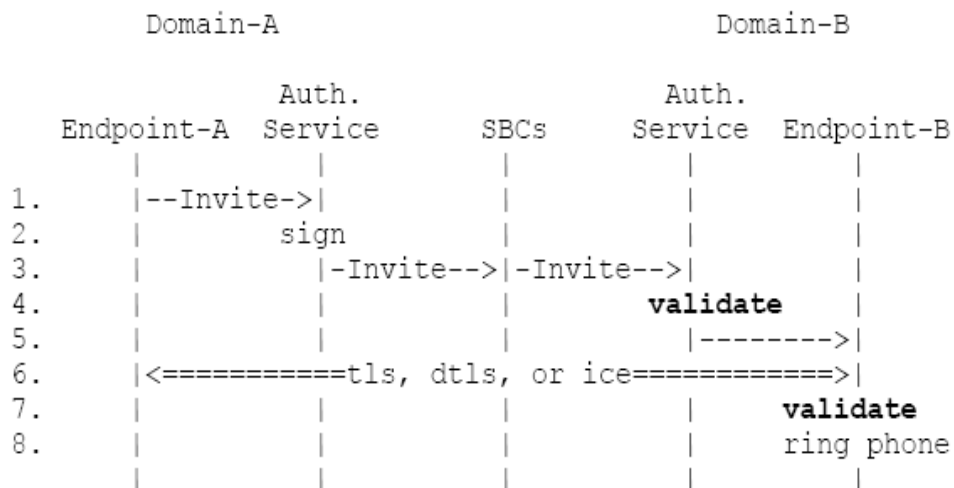 Domain-A                          Domain-B
             Auth.                   Auth.
   Endpoint-A  Service      SBCs     Service  Endpoint-B
        |          |          |          |         |
1.      |--Invite->|          |          |         |
2.      |        sign         |          |         |
3.      |          |-Invite-->|-Invite-->|         |
4.      |          |          |       validate     |
5.      |          |          |          |-------->|
6.      |<===========tls, dtls, or ice============>|
7.      |          |          |          |     validate
8.      |          |          |          |     ring phone
        |          |          |          |         |